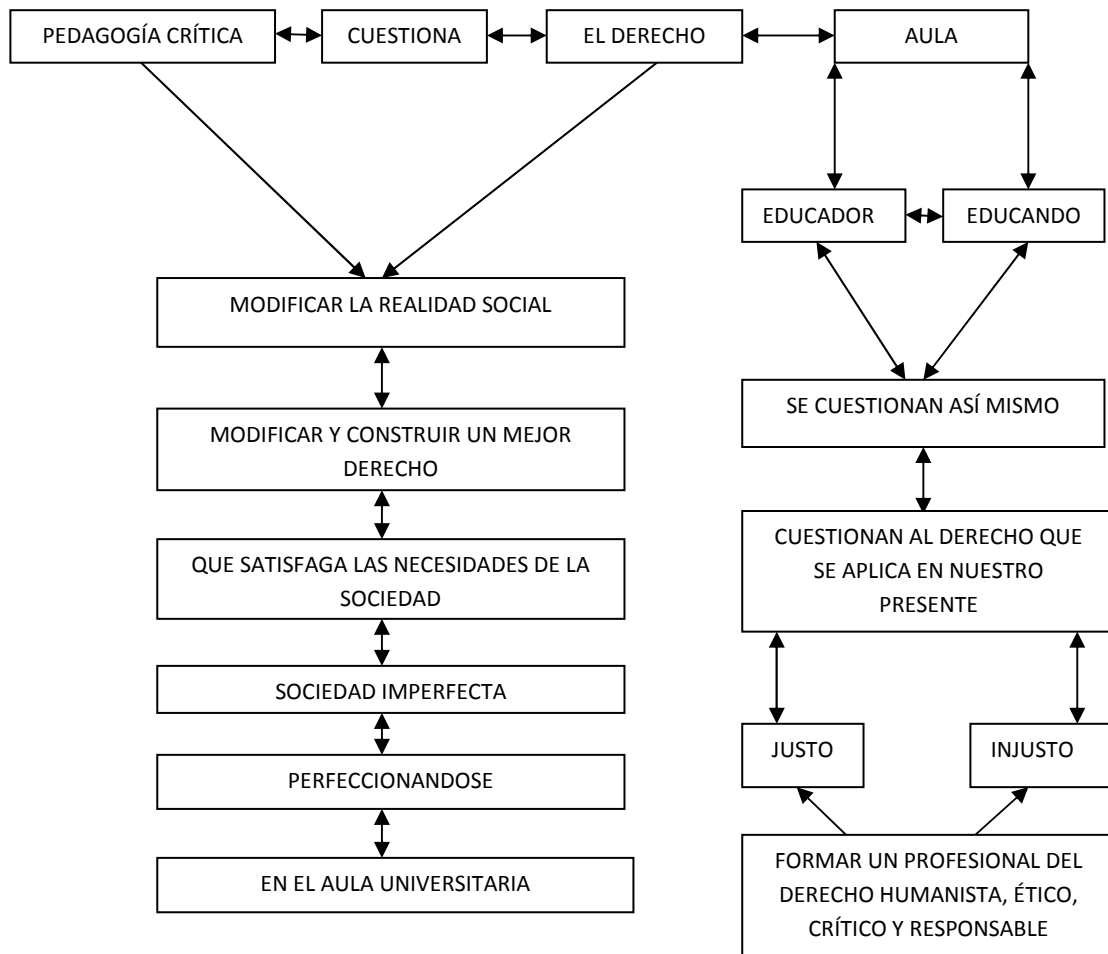 PEDAGOGÍA CRÍTICA
CUESTIONA
EL DERECHO
AULA
EDUCADOR
EDUCANDO
MODIFICAR LA REALIDAD SOCIAL
MODIFICAR Y CONSTRUIR UN MEJOR
DERECHO
QUE SATISFAGA LAS NECESIDADES DE LA
SOCIEDAD
SOCIEDAD IMPERFECTA
PERFECCIONANDOSE
EN EL AULA UNIVERSITARIA
SE CUESTIONAN ASÍ MISMO
CUESTIONAN AL DERECHO QUE
SE APLICA EN NUESTRO
PRESENTE
JUSTO
INJUSTO
FORMAR UN PROFESIONAL DEL
DERECHO HUMANISTA, ÉTICO,
CRÍTICO Y RESPONSABLE